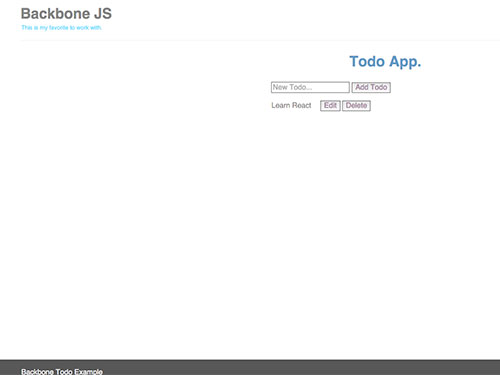 Backbone JS
This is my favorite to work with.
Todo App.
New Todo... Add Todo
Learn React Edit Delete
Backbone Todo Example